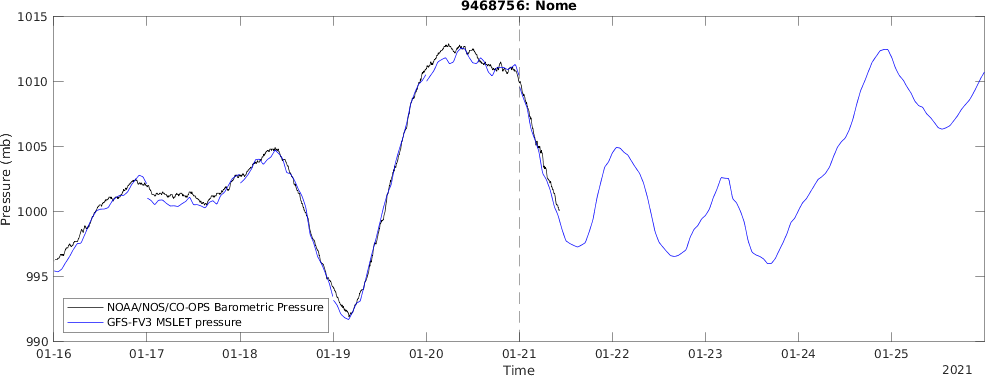 9468756: Nome
Pressure (mb)
1015
1010
1005
1000
995
990
NOAA/NOS/CO-OPS Barometric Pressure
GFS-FV3 MSLET pressure
01-16 01-17 01-18 01-19 01-20 01-21 01-22 01-23 01-24 01-25
Time
2021